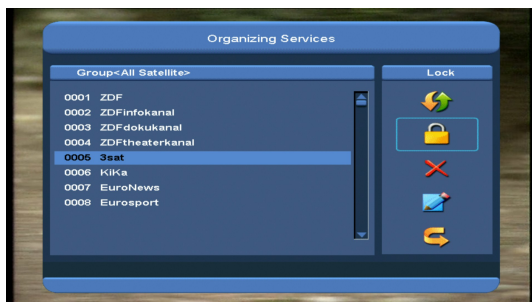 Organizing Services
Group<All Satellite>
Lock
0001 ZDF
0002 ZDFinfokanal
0003 ZDFdokukanal
0004 ZDFtheaterkanal
0005 3sat
0006 KiKa
0007 EuroNews
0008 Eurosport